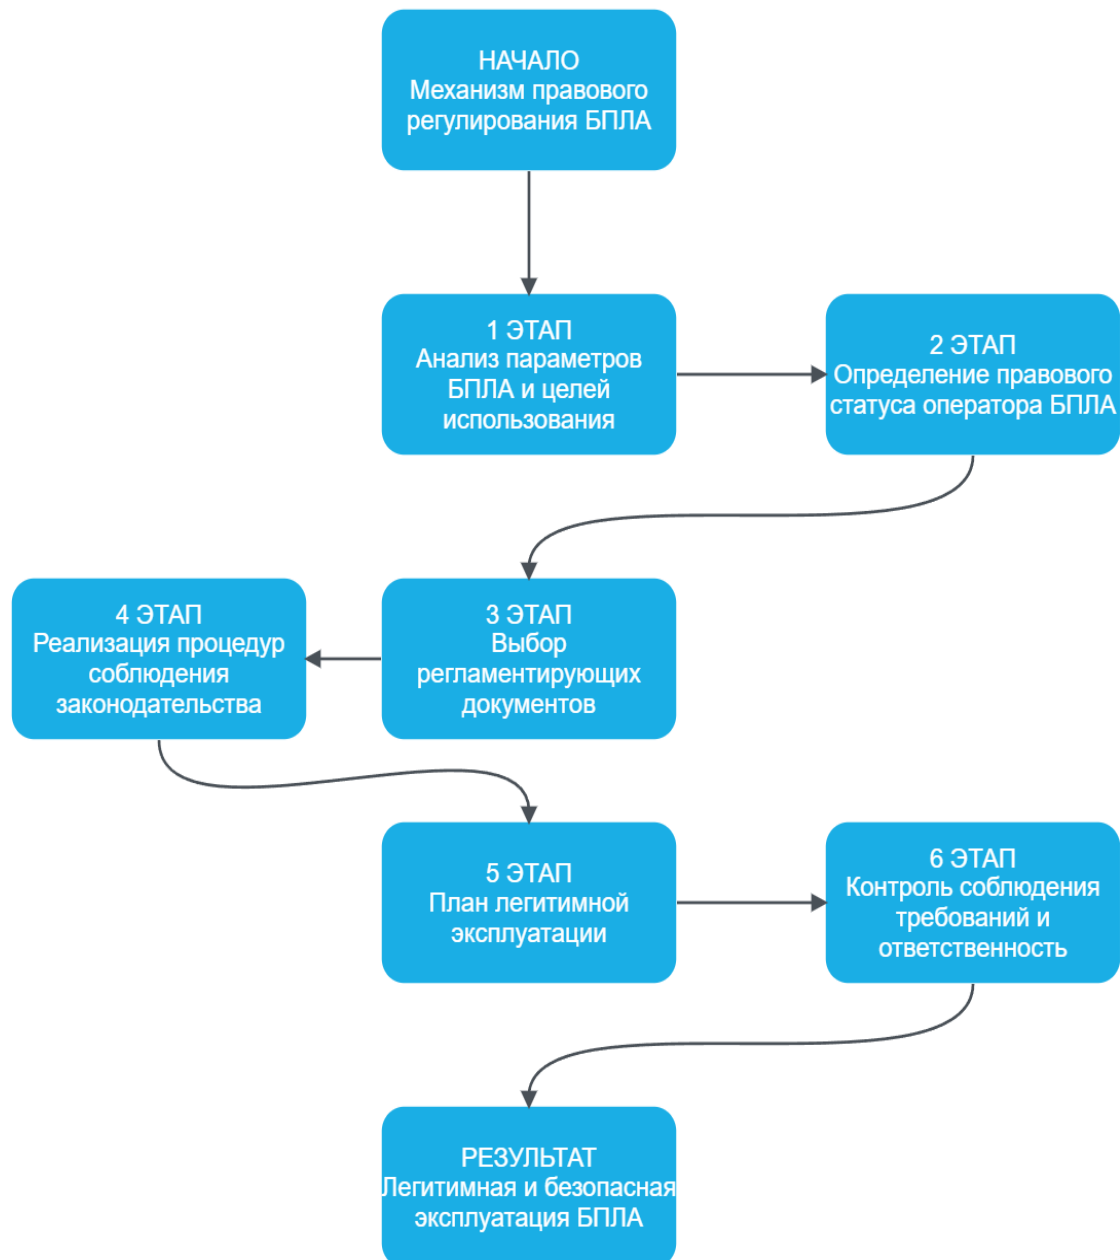 НАЧАЛО
Механизм правового
регулирования БПЛА
1 ЭТАП
Анализ параметров
БПЛА и целей
использования
2 ЭТАП
Определение правового
статуса оператора БПЛА
3 ЭТАП
Выбор
регламентирующих
документов
4 ЭТАП
Реализация процедур
соблюдения
законодательства
5 ЭТАП
План легитимной
эксплуатации
6 ЭТАП
Контроль соблюдения
требований и
ответственность
РЕЗУЛЬТАТ
Легитимная и безопасная
эксплуатация БПЛА